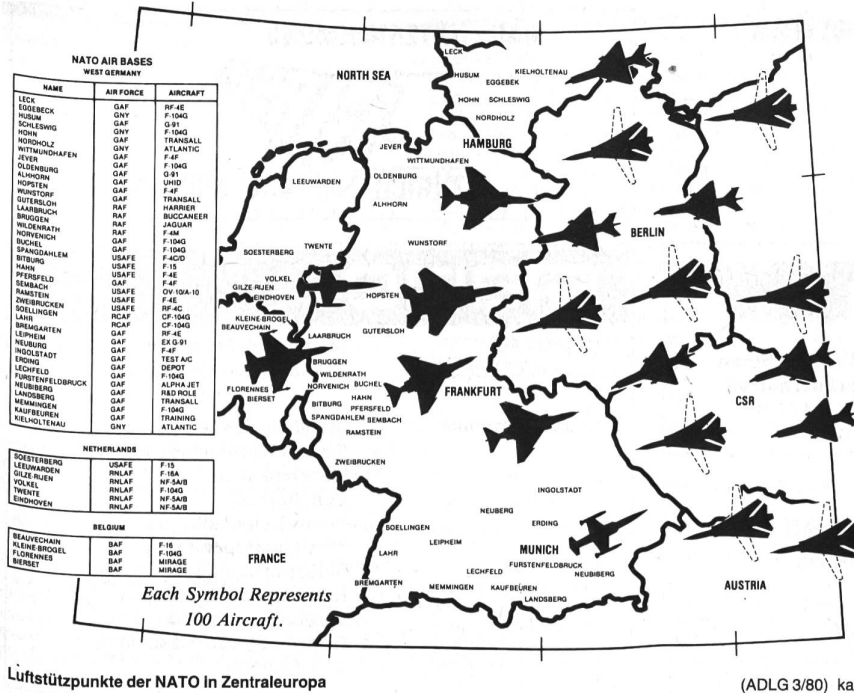 NATO AIR BASES
WEST GERMANY
NAME AIR FORCE AIRCRAFT
LECK GAF RF-4E
EGGEBECK GNY F-104G
HUSUM GAF G-91
SCHLESWIG GNY F-104G
HOHN GAF TRANSALL
NORDHOLZ GNY ATLANTIC
WITTMUNDHAFEN GAF F-4F
JEVER GAF F-104G
OLDENBURG GAF G-91
ALHHORN GAF UHID
HOPSTEN GAF F-4F
WUNSTORF GAF TRANSALL
GUTERSLOH RAF HARRIER
LAARBRUCH RAF BUCCANEER
BRUGGEN RAF JAGUAR
WILDENRATH RAF F-4M
NORVENICH GAF F-104G
BUCHEL GAF F-104G
SPANGDAHLEM USAFE F-4C/D
BITBURG USAFE F-15
HAHN USAFE F-4E
PFERSFELD GAF F-4F
SEMBACH USAFE OV-10/A-10
RAMSTEIN USAFE F-4E
ZWEIBRUCKEN USAFE RF-4C
SOELLINGEN RCAF CF-104G
LAHR RCAF CF-104G
BREMGARTEN GAF RF-4E
LEIPHEIM GAF EX G-91
NEUBURG GAF F-4F
INGOLSTADT GAF TEST A/C
ERDING GAF DEPOT
LECHFELD GAF F-104G
FURSTENFELDBRUCK GAF ALPHA JET
NEUBIBERG GAF R&D ROLE
LANDSBERG GAF TRANSALL
MEMMINGEN GAF F-104G
KAUFBEUREN GAF TRAINING
KIELHOLTENAU GNY ATLANTIC
NETHERLANDS
SOESTERBERG USAFE F-15
LEEUWARDEN RNLAF F-16A
GILZE-RIJEN RNLAF NF-5A/B
VOLKEL RNLAF F-104G
TWENTE RNLAF NF-5A/B
EINDHOVEN RNLAF NF-5A/B
BELGIUM
BEAUVECHAIN BAF F-16
KLEINE-BROGEL BAF F-104G
FLORENNES BAF MIRAGE
BIERSET BAF MIRAGE
Each Symbol Represents
100 Aircraft.
NORTH SEA
LECK
HUSUM
KIELHOLTENAU
EGGEBEK
HOHN SCHLESWIG
NORDHOLZ
HAMBURG
JEVER
WITTMUNDHAFEN
OLDENBURG
LEEUWARDEN
ALHHORN
BERLIN
SOESTERBERG
TWENTE
WUNSTORF
VOLKEL
GILZE-RIJEN
EINDHOVEN
HOPSTEN
KLEINE-BROGEL
BEAUVECHAIN
GUTERSLOH
LAARBRUCH
BRUGGEN
WILDENRATH
FLORENNES
BIERSET
NORVENICH
BUCHEL
FRANKFURT
CSR
BITBURG
HAHN
PFERSFELD
SPANGDAHLEM
SEMBACH
RAMSTEIN
ZWEIBRUCKEN
INGOLSTADT
NEUBERG
SOELLINGEN
ERDING
LEIPHEIM
MUNICH
FRANCE
LAHR
FURSTENFELDBRUCK
LECHFELD
NEUBIBERG
BREMGARTEN
MEMMINGEN
KAUFBEUREN
LANDSBERG
AUSTRIA
Luftstützpunkte der NATO in Zentraleuropa
(ADLG 3/80) ka